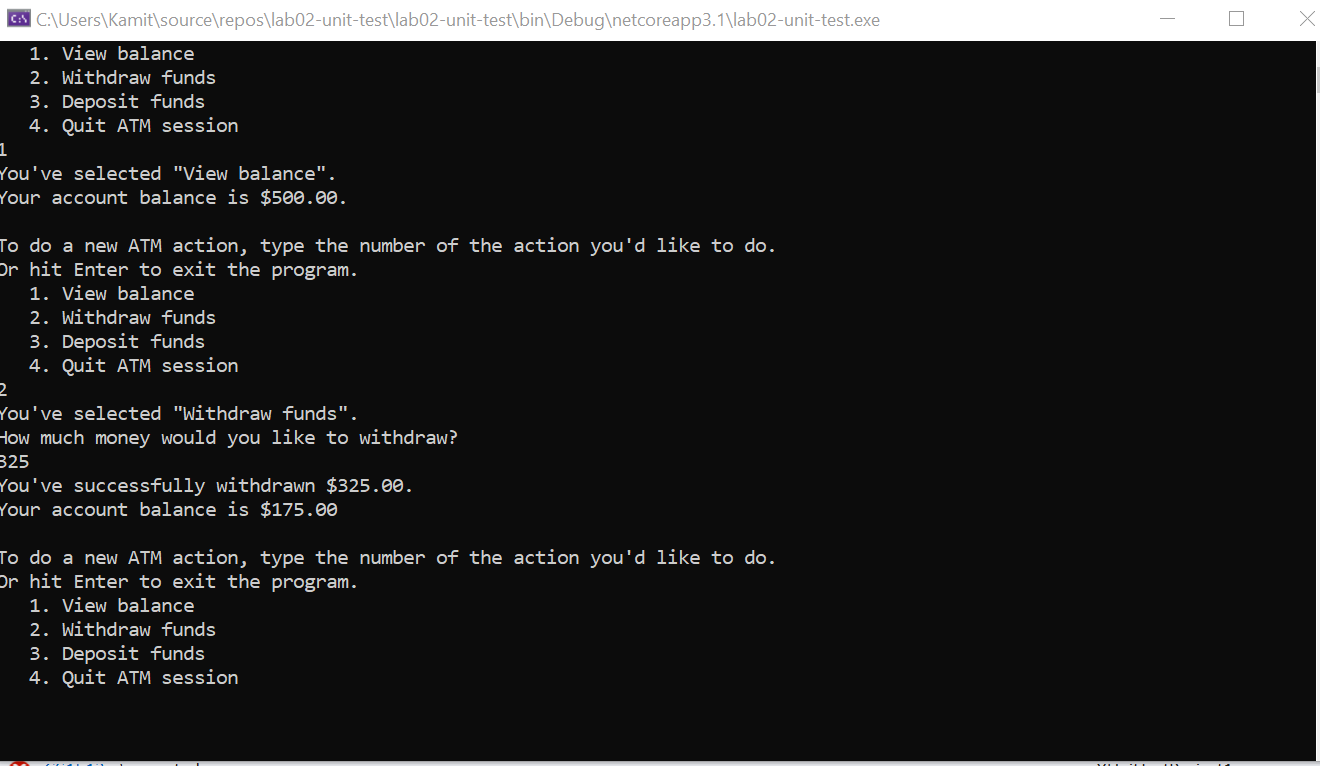 C:\Users\Kamit\source\repos\lab02-unit-test\lab02-unit-test\bin\Debug\netcoreapp3.1\lab02-unit-test.exe
1. View balance
2. Withdraw funds
3. Deposit funds
4. Quit ATM session
1
You've selected "View balance".
Your account balance is $500.00.
To do a new ATM action, type the number of the action you'd like to do.
Or hit Enter to exit the program.
1. View balance
2. Withdraw funds
3. Deposit funds
4. Quit ATM session
2
You've selected "Withdraw funds".
How much money would you like to withdraw?
325
You've successfully withdrawn $325.00.
Your account balance is $175.00
To do a new ATM action, type the number of the action you'd like to do.
Or hit Enter to exit the program.
1. View balance
2. Withdraw funds
3. Deposit funds
4. Quit ATM session